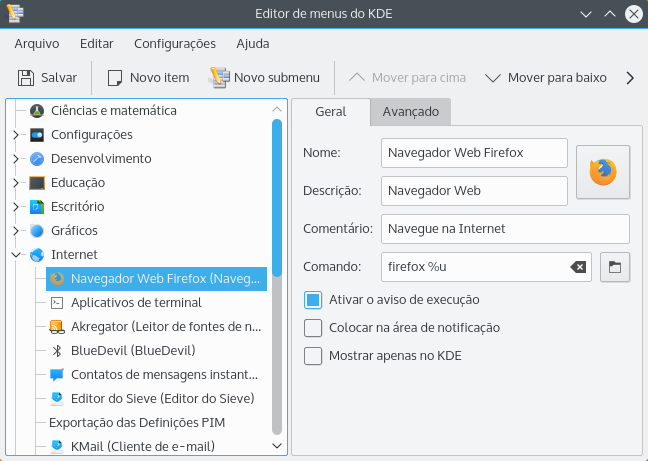 Editor de menus do KDE
Arquivo Editar Configurações Ajuda
Salvar Novo item Novo submenu Mover para cima Mover para baixo
Ciências e matemática
Configurações
Desenvolvimento
Educação
Escritório
Gráficos
Internet
Navegador Web Firefox (Naveg...
Aplicativos de terminal
Akregator (Leitor de fontes de n...
BlueDevil (BlueDevil)
Contatos de mensagens instant...
Editor do Sieve (Editor do Sieve)
Exportação das Definições PIM
KMail (Cliente de e-mail)
Geral Avançado
Nome: Navegador Web Firefox
Descrição: Navegador Web
Comentário: Navegue na Internet
Comando: firefox %u
Ativar o aviso de execução
Colocar na área de notificação
Mostrar apenas no KDE